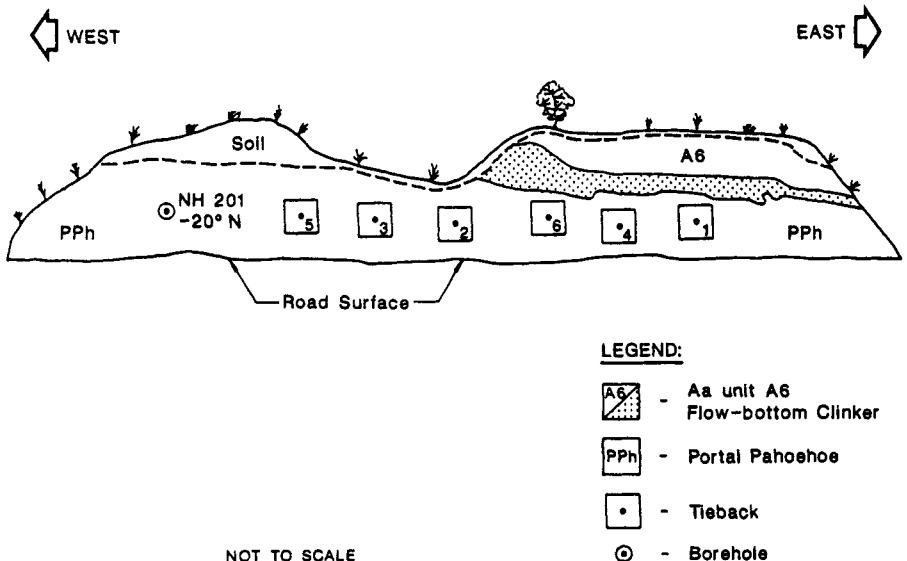 WEST
EAST
Soil
A6
NH 201
-20° N
PPh
5
3
2
6
4
1
PPh
Road Surface
LEGEND:
A6 - Aa unit A6
Flow-bottom Clinker
PPh - Portal Pahoehoe
- Tieback
- Borehole
NOT TO SCALE